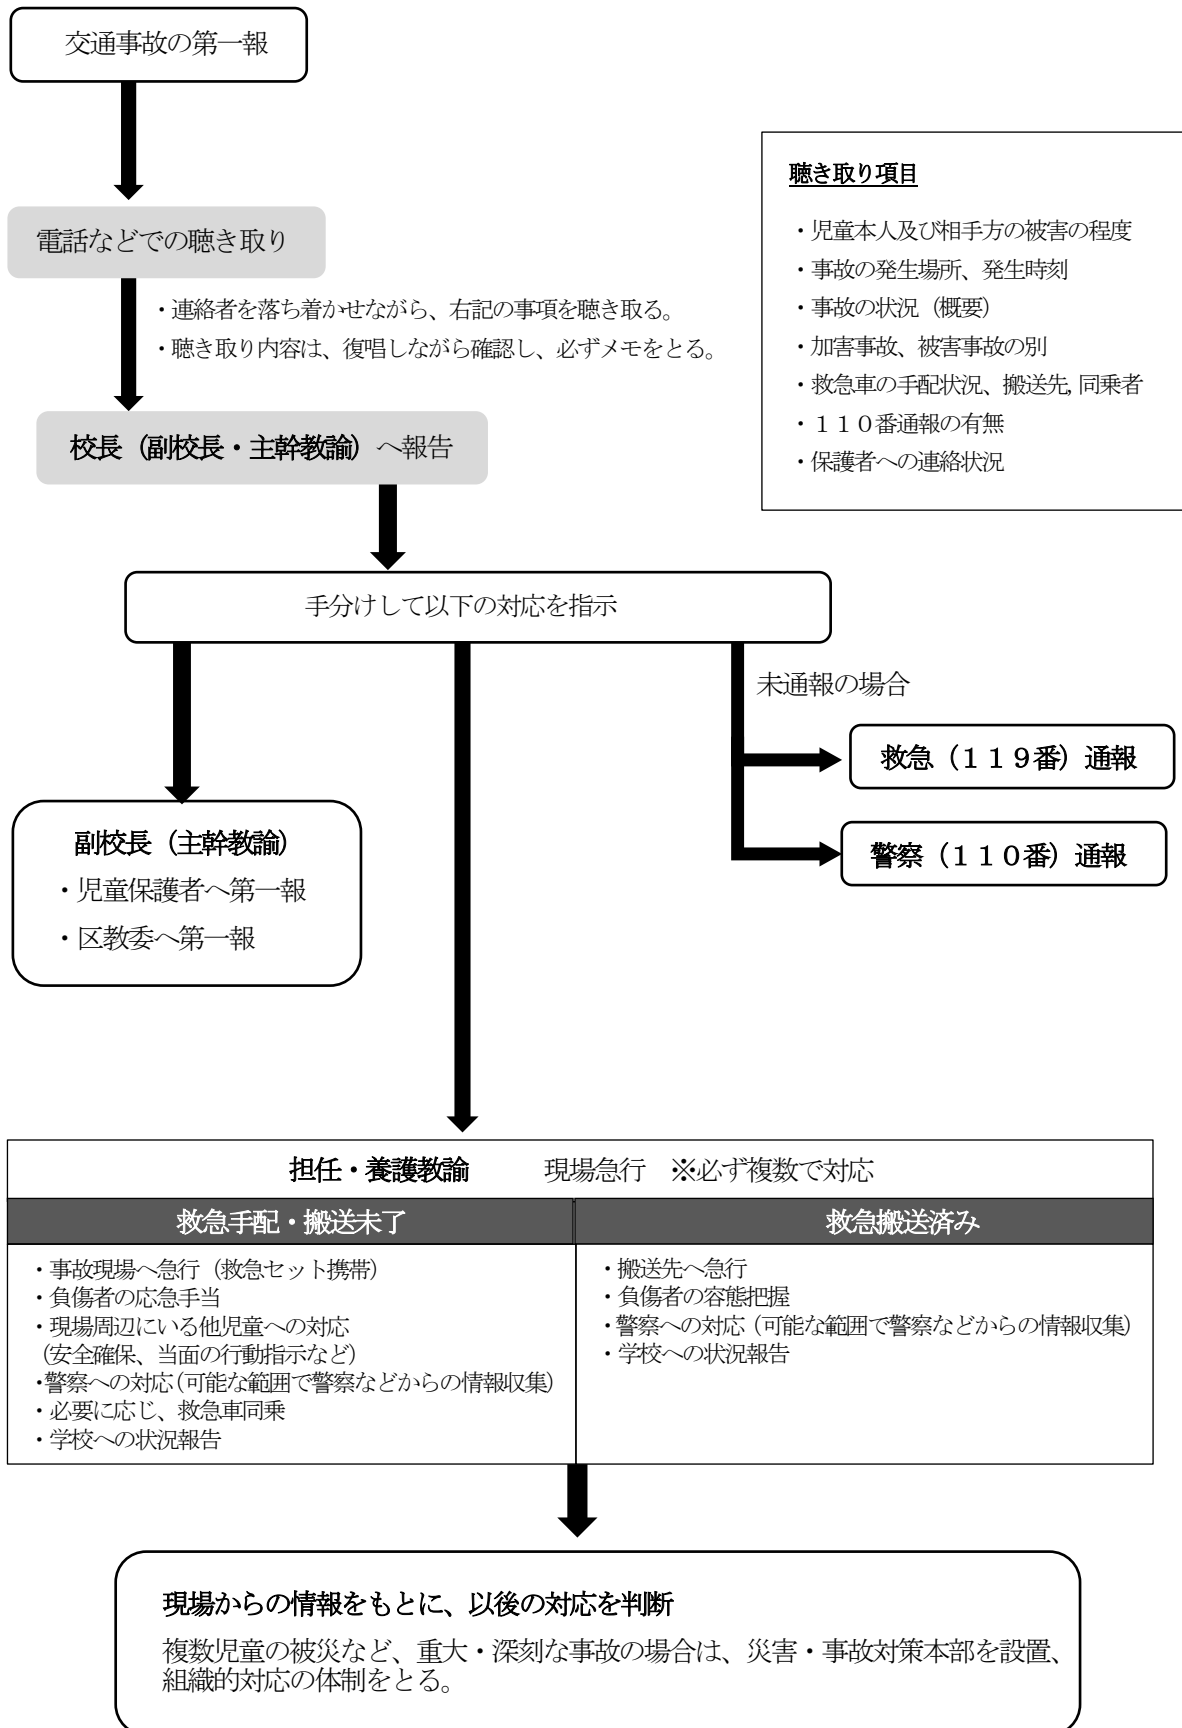 交通事故の第一報
電話などでの聴き取り
・連絡者を落ち着かせながら、右記の事項を聴き取る。
・聴き取り内容は、復唱しながら確認し、必ずメモをとる。
聴き取り項目
・児童本人及び相手方の被害の程度
・事故の発生場所、発生時刻
・事故の状況（概要）
・加害事故、被害事故の別
・救急車の手配状況、搬送先,同乗者
・１１０番通報の有無
・保護者への連絡状況
校長（副校長・主幹教諭）へ報告
手分けして以下の対応を指示
未通報の場合
救急（１１９番）通報
警察（１１０番）通報
副校長（主幹教諭）
・児童保護者へ第一報
・区教委へ第一報
担任・養護教諭　現場急行　※必ず複数で対応
救急手配・搬送未了
・事故現場へ急行（救急セット携帯）
・負傷者の応急手当
・現場周辺にいる他児童への対応
（安全確保、当面の行動指示など）
・警察への対応（可能な範囲で警察などからの情報収集）
・必要に応じ、救急車同乗
・学校への状況報告
救急搬送済み
・搬送先へ急行
・負傷者の容態把握
・警察への対応（可能な範囲で警察などからの情報収集）
・学校への状況報告
現場からの情報をもとに、以後の対応を判断
複数児童の被災など、重大・深刻な事故の場合は、災害・事故対策本部を設置、
組織的対応の体制をとる。